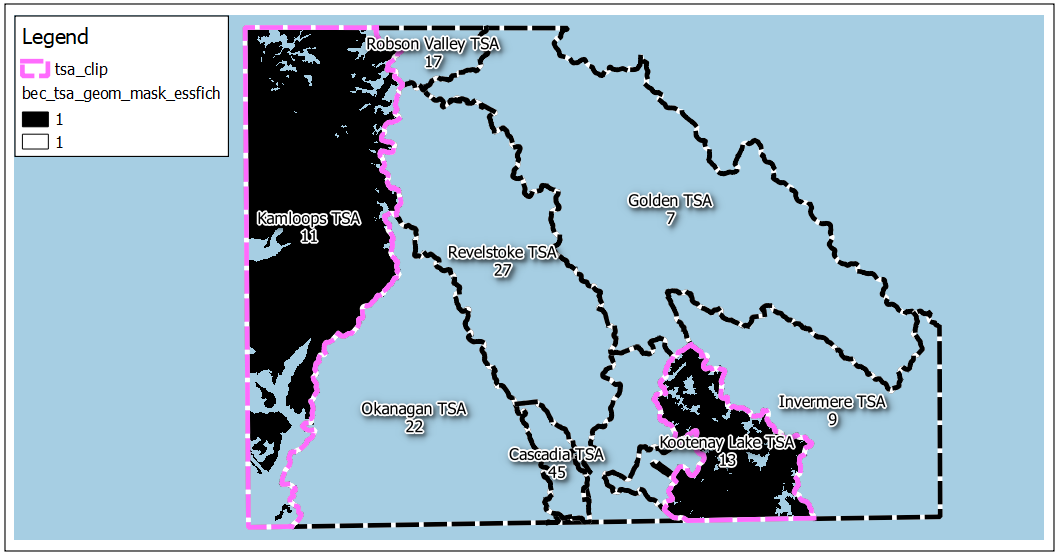 Legend
tsa_clip
bec_tsa_geom_mask_essfich
1
1
Robson Valley TSA
17
Golden TSA
7
Kamloops TSA
11
Revelstoke TSA
27
Okanagan TSA
22
Invermere TSA
9
Kootenay Lake TSA
13
Cascadia TSA
45